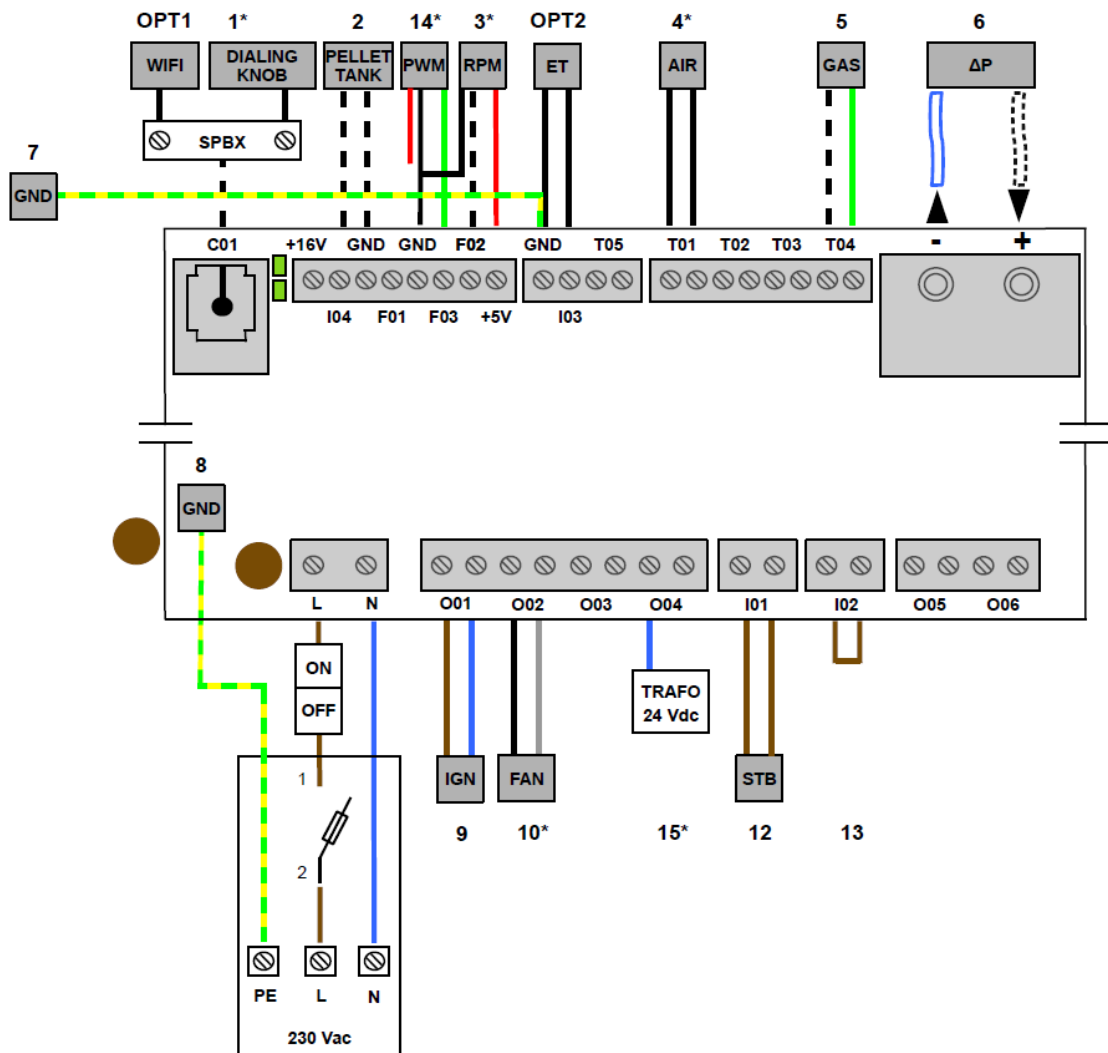 OPT1 1* 2 14* 3* OPT2 4* 5 6
WIFI
DIALING
KNOB
PELLET
TANK
PWM
RPM
ET
AIR
GAS
ΔP
SPBX
7
GND
C01 +16V GND GND F02 GND T05 T01 T02 T03 T04 - +
I04 F01 F03 +5V I03
8
GND
L N O01 O02 O03 O04 I01 I02 O05 O06
ON
OFF
TRAFO
24 Vdc
1
IGN FAN STB
9 10* 15* 12 13
2
PE L N
230 Vac